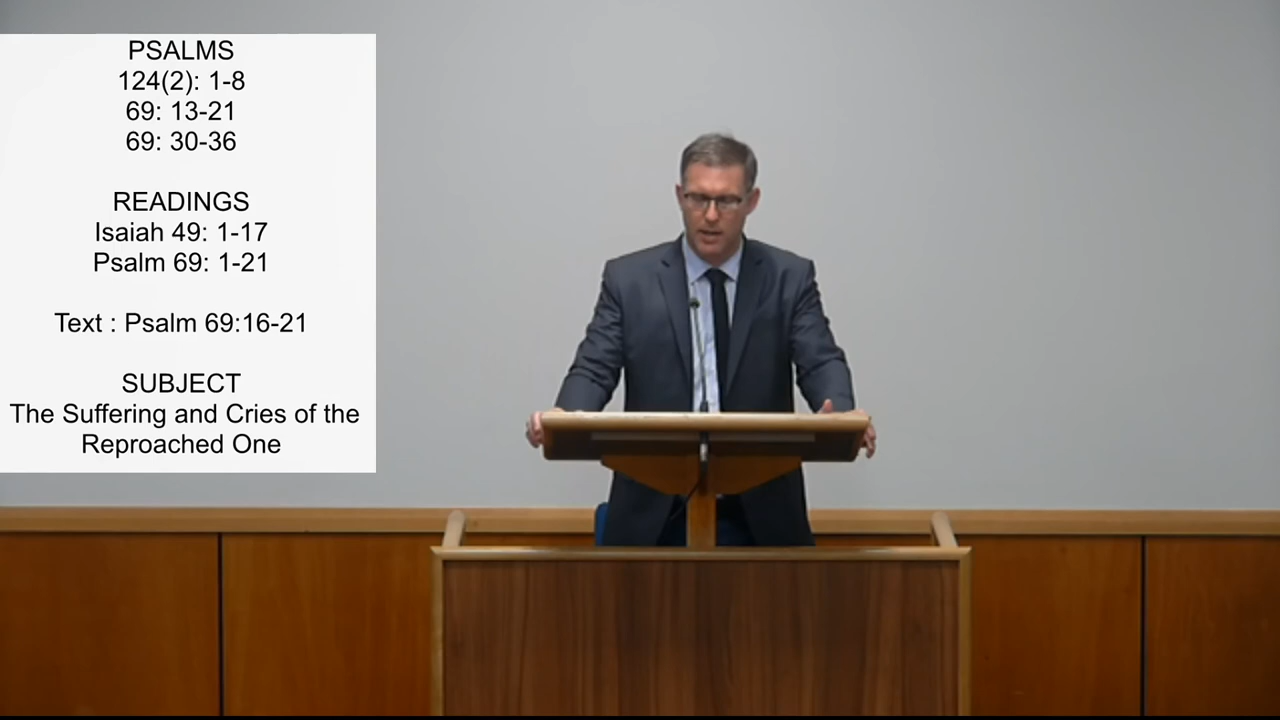 PSALMS
124(2): 1-8
69: 13-21
69: 30-36
READINGS
Isaiah 49: 1-17
Psalm 69: 1-21
Text : Psalm 69:16-21
SUBJECT
The Suffering and Cries of the
Reproached One